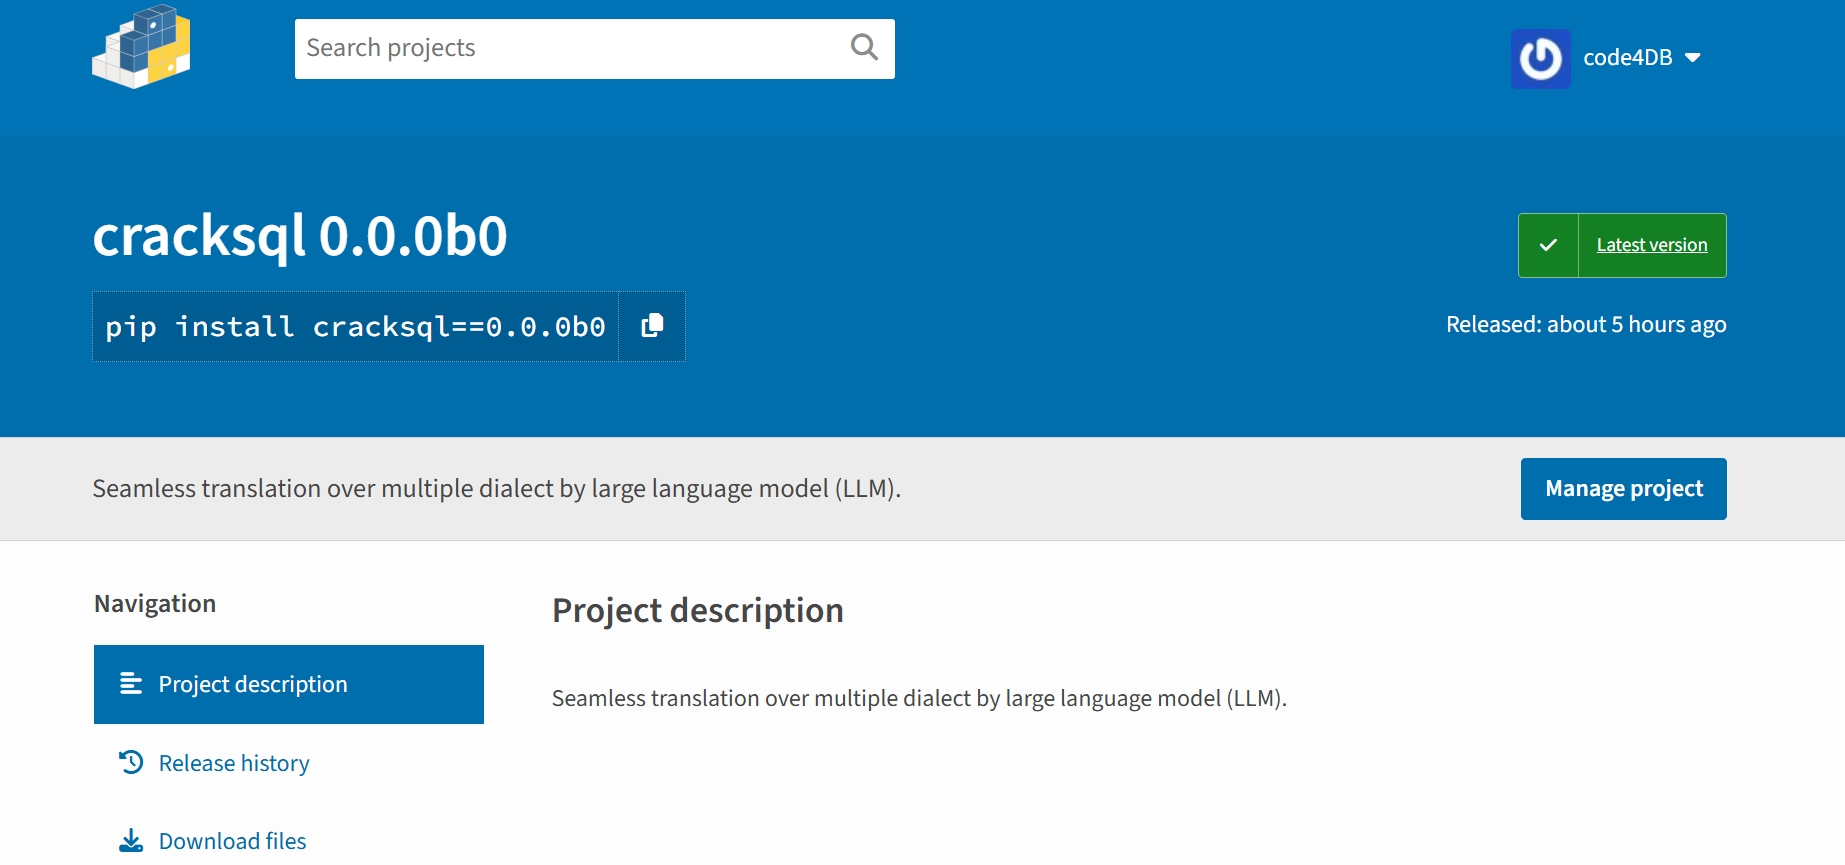 Search projects
code4DB
cracksql 0.0.0b0
Latest version
pip install cracksql==0.0.0b0
Released: about 5 hours ago
Seamless translation over multiple dialect by large language model (LLM).
Manage project
Navigation
Project description
Release history
Download files
Project description
Seamless translation over multiple dialect by large language model (LLM).